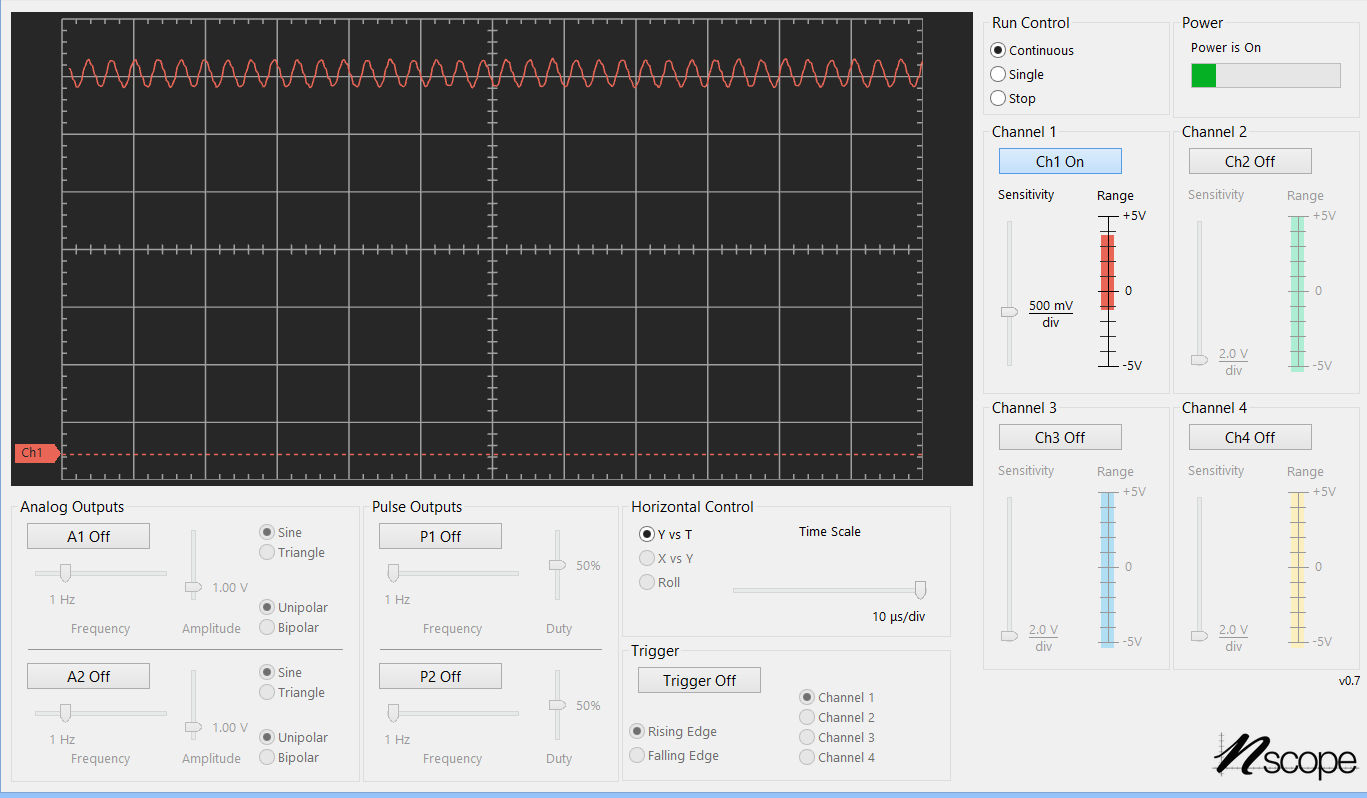 Run Control
Continuous
Single
Stop
Power
Power is On
Channel 1
Ch1 On
Sensitivity
Range
+5V
0
-5V
500 mV
div
Channel 2
Ch2 Off
Sensitivity
Range
+5V
0
-5V
2.0 V
div
Ch1
Channel 3
Ch3 Off
Sensitivity
Range
+5V
0
-5V
2.0 V
div
Channel 4
Ch4 Off
Sensitivity
Range
+5V
0
-5V
2.0 V
div
Analog Outputs
A1 Off
Sine
Triangle
1.00 V
1 Hz
Unipolar
Bipolar
Frequency
Amplitude
A2 Off
Sine
Triangle
1.00 V
1 Hz
Unipolar
Bipolar
Frequency
Amplitude
Pulse Outputs
P1 Off
50%
1 Hz
Frequency
Duty
P2 Off
50%
1 Hz
Frequency
Duty
Horizontal Control
Y vs T
X vs Y
Roll
Time Scale
10 µs/div
Trigger
Trigger Off
Rising Edge
Falling Edge
Channel 1
Channel 2
Channel 3
Channel 4
v0.7
nscope